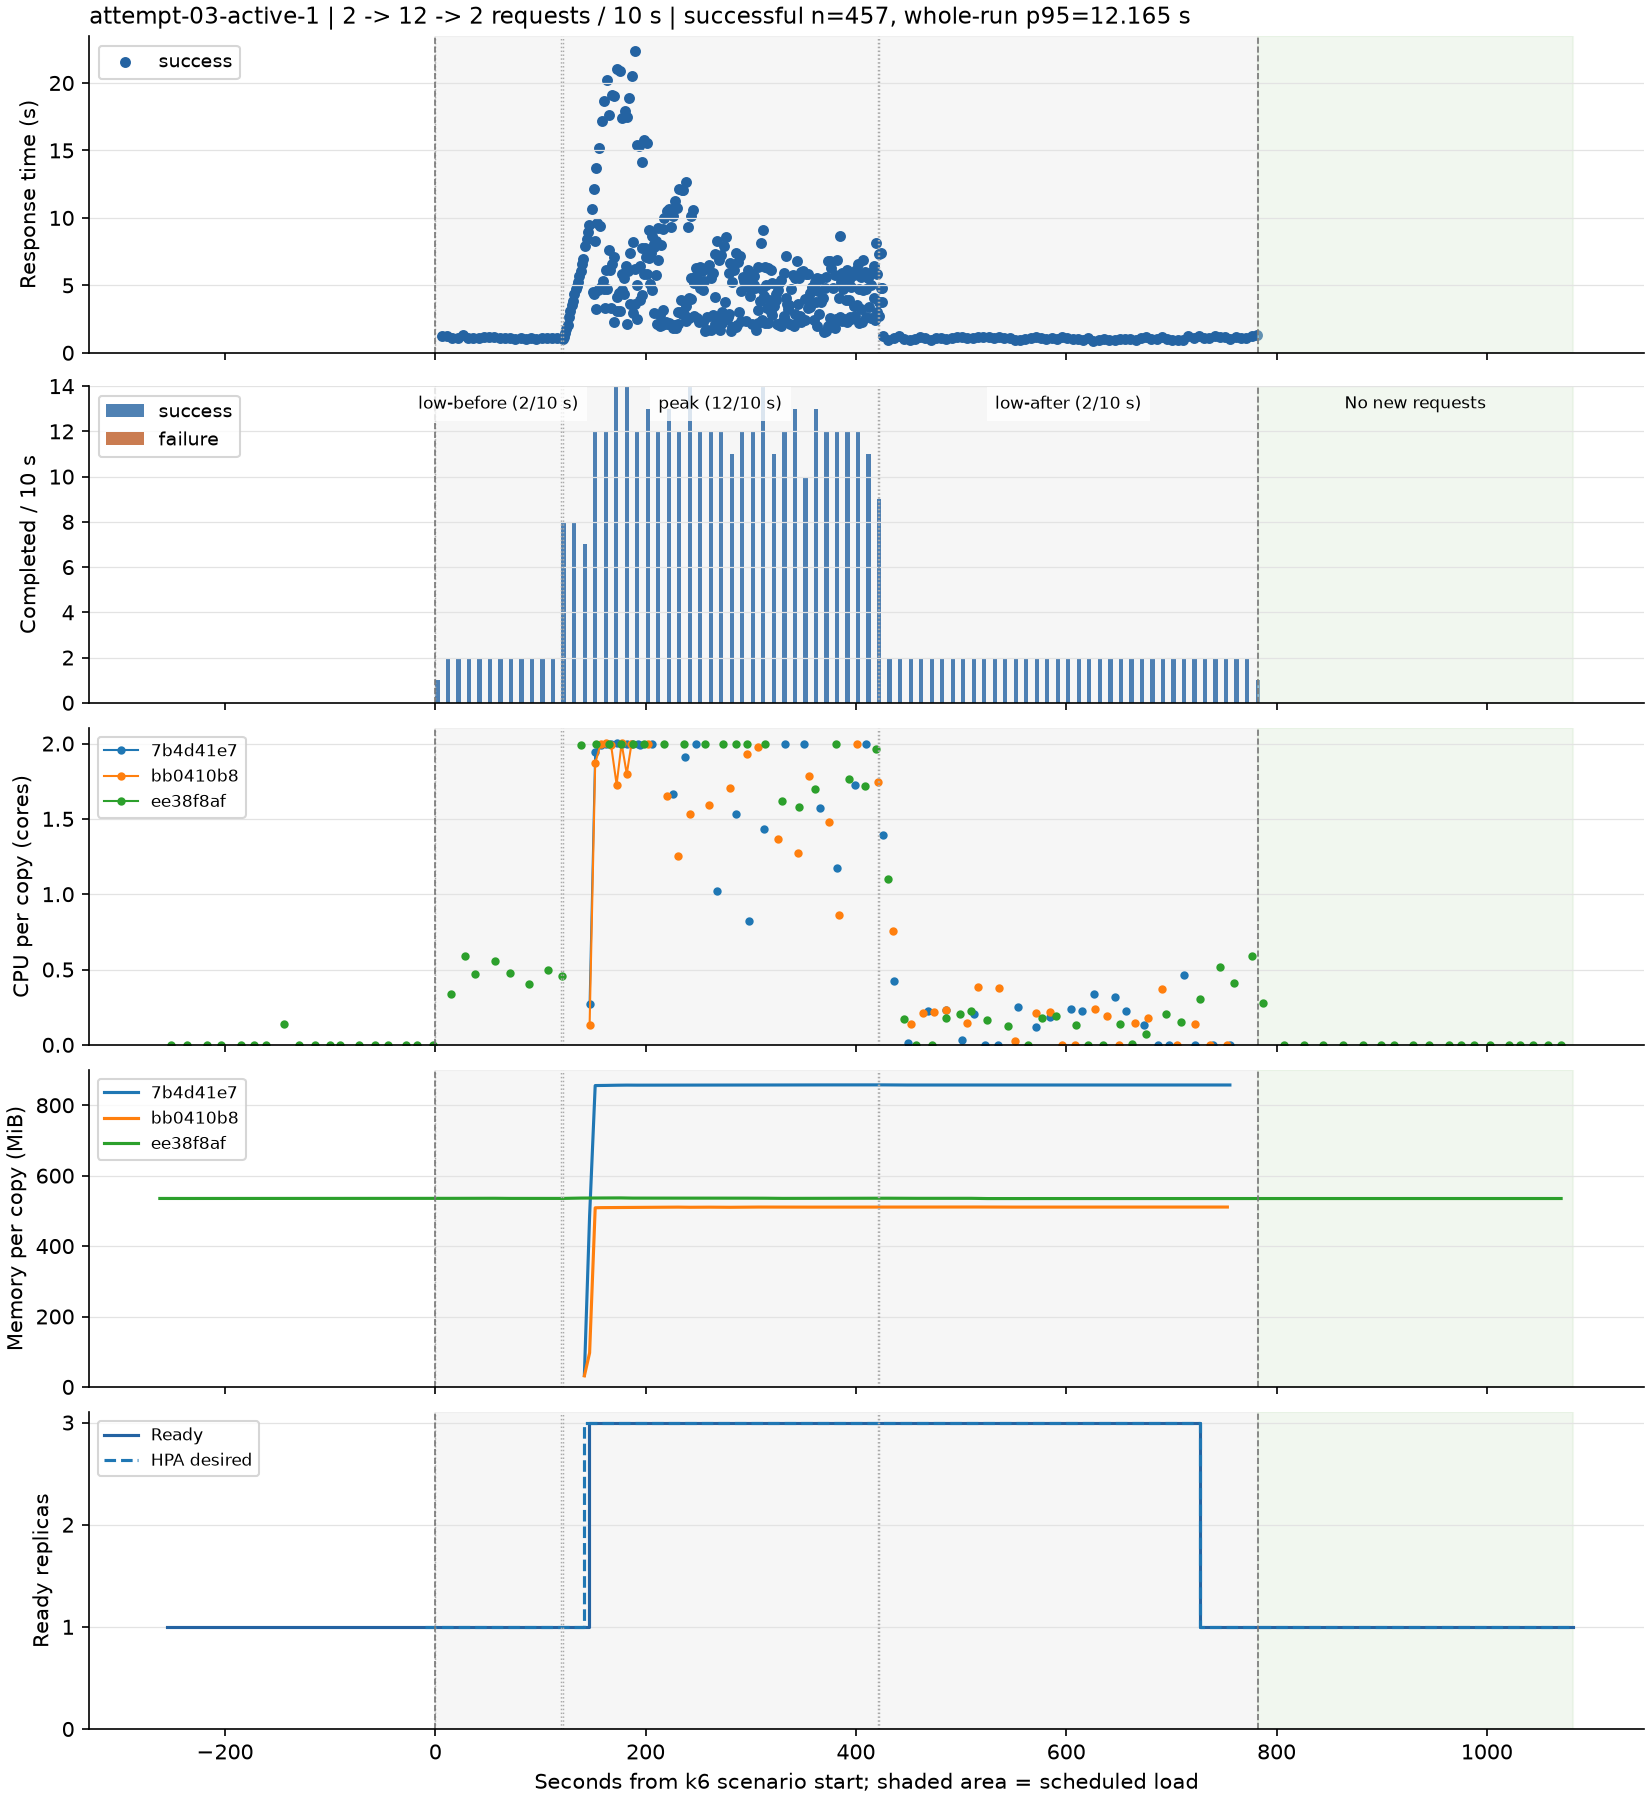 attempt-03-active-1 | 2 -> 12 -> 2 requests / 10 s | successful n=457, whole-run p95=12.165 s
Response time (s)
success
20
15
10
5
0
Completed / 10 s
14
12
10
8
6
4
2
0
success
failure
low-before (2/10 s)
peak (12/10 s)
low-after (2/10 s)
No new requests
CPU per copy (cores)
2.0
1.5
1.0
0.5
0.0
7b4d41e7
bb0410b8
ee38f8af
Memory per copy (MiB)
800
600
400
200
0
7b4d41e7
bb0410b8
ee38f8af
Ready replicas
3
2
1
0
Ready
HPA desired
−200
0
200
400
600
800
1000
Seconds from k6 scenario start; shaded area = scheduled load